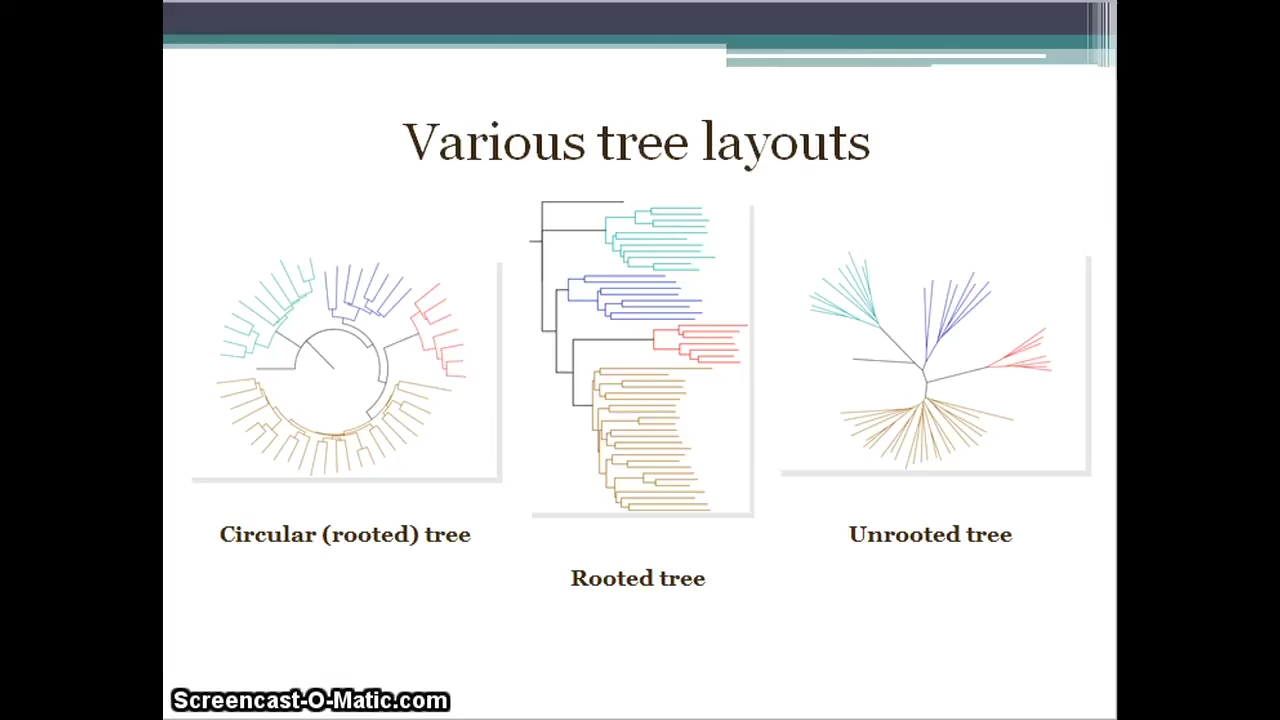 Various tree layouts
Circular (rooted) tree
Rooted tree
Unrooted tree
Screencast-O-Matic.com